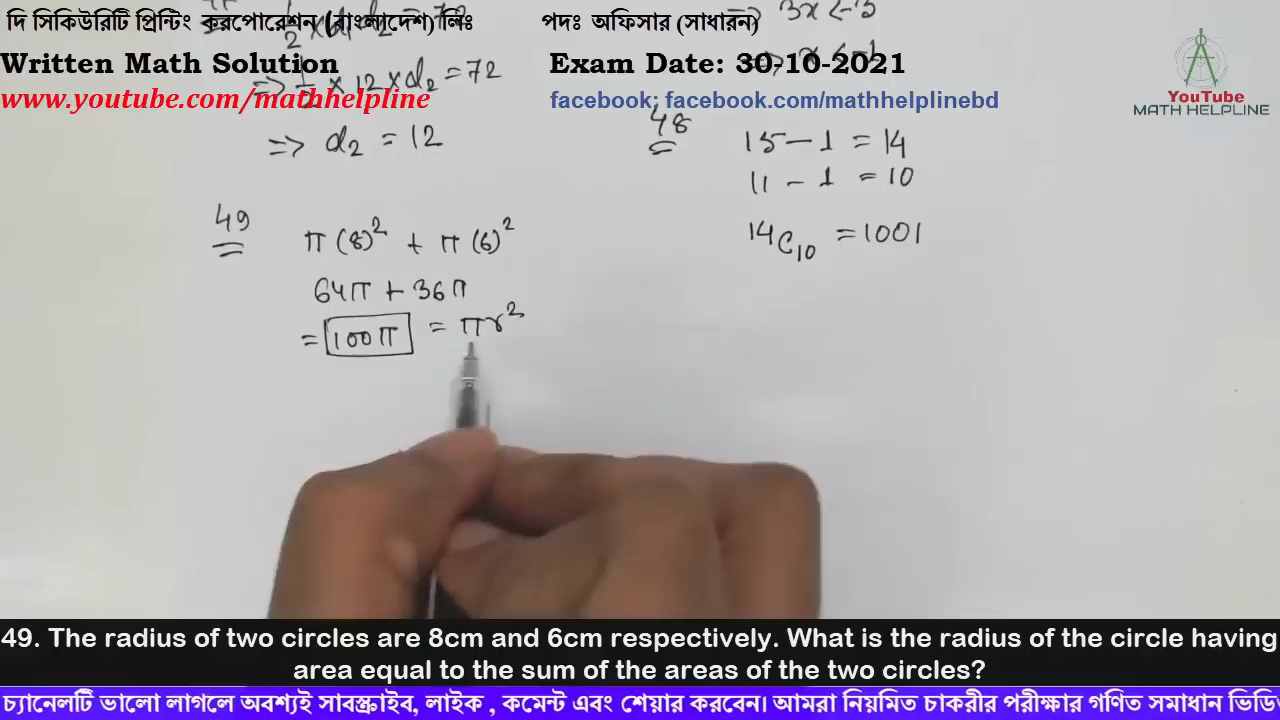 দি সিকিউরিটি প্রিন্টিং করপোরেশন (বাংলাদেশ) লিঃ
পদঃ অফিসার (সাধারন)
Written Math Solution
Exam Date: 30-10-2021
www.youtube.com/mathhelpline
facebook; facebook.com/mathhelplinebd
YouTube
MATH HELPLINE
=> 3x < -3
=> 1/2 × 12 × d₂ = 72
=> d₂ = 12
48
15 - 1 = 14
11 - 1 = 10
14C10 = 1001
49
π (8)² + π (6)²
64π + 36π
= 100π = πr²
49. The radius of two circles are 8cm and 6cm respectively. What is the radius of the circle having
area equal to the sum of the areas of the two circles?
চ্যানেলটি ভালো লাগলে অবশ্যই সাবস্ক্রাইব, লাইক , কমেন্ট এবং শেয়ার করবেন। আমরা নিয়মিত চাকরীর পরীক্ষার গণিত সমাধান ভিডি